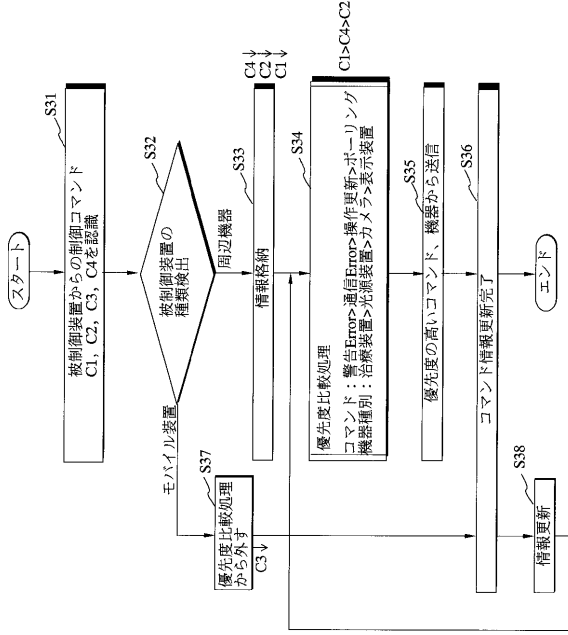 スタート
S31
被制御装置からの制御コマンド
C1, C2, C3, C4を認識
S32
被制御装置の
種類検出
モバイル装置
周辺機器
S33
情報格納
C4↓
C2↓
C1↓
S34
優先度比較処理
コマンド:警告Error>通信Error>操作更新>ポーリング
機器種別:治療装置>光源装置>カメラ>表示装置
C1>C4>C2
S35
優先度の高いコマンド、機器から送信
S36
コマンド情報更新完了
エンド
S37
優先度比較処理
から外す
C3↓
S38
情報更新